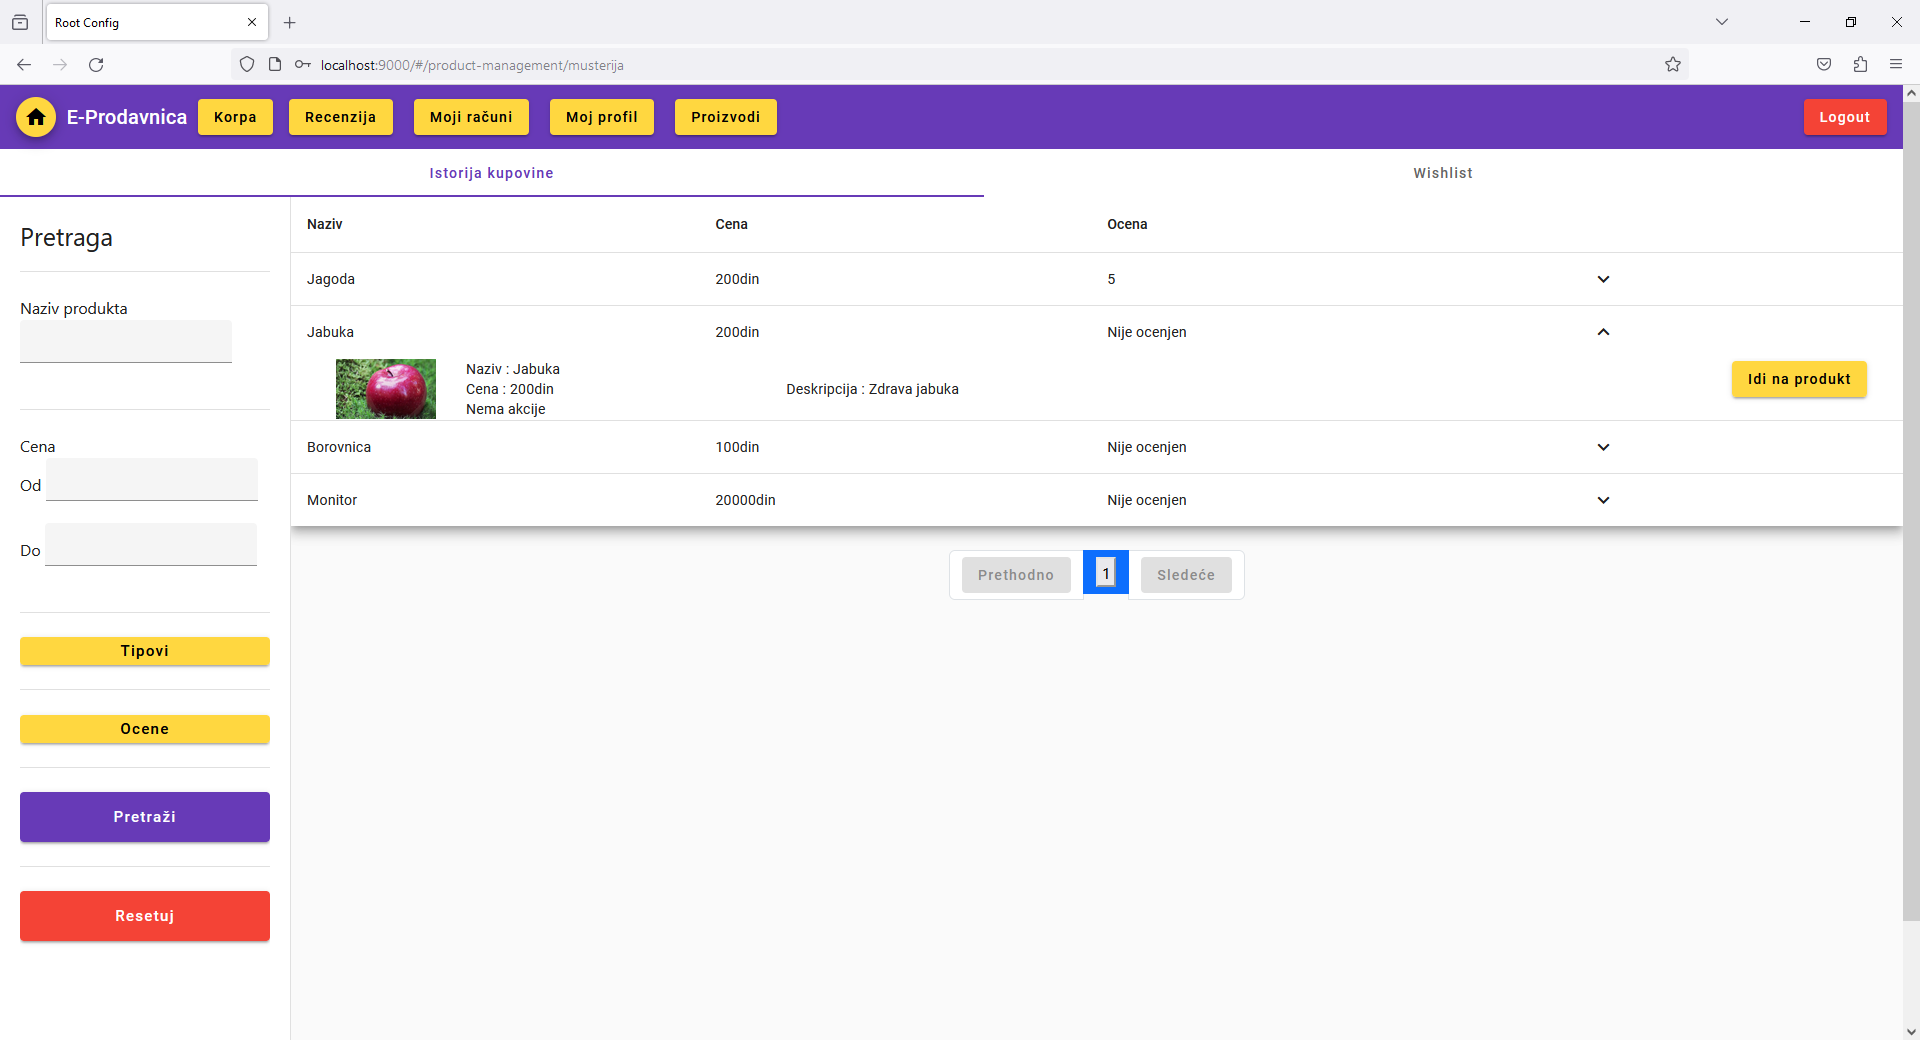 Root Config
localhost:9000/#/product-management/musterija
E-Prodavnica Korpa Recenzija Moji računi Moj profil Proizvodi Logout
Istorija kupovine Wishlist
Pretraga
Naziv produkta
Cena
Od
Do
Tipovi
Ocene
Pretraži
Resetuj
Naziv Cena Ocena
Jagoda 200din 5
Jabuka 200din Nije ocenjen
Naziv : Jabuka
Cena : 200din
Nema akcije
Deskripcija : Zdrava jabuka
Idi na produkt
Borovnica 100din Nije ocenjen
Monitor 20000din Nije ocenjen
Prethodno 1 Sledeće